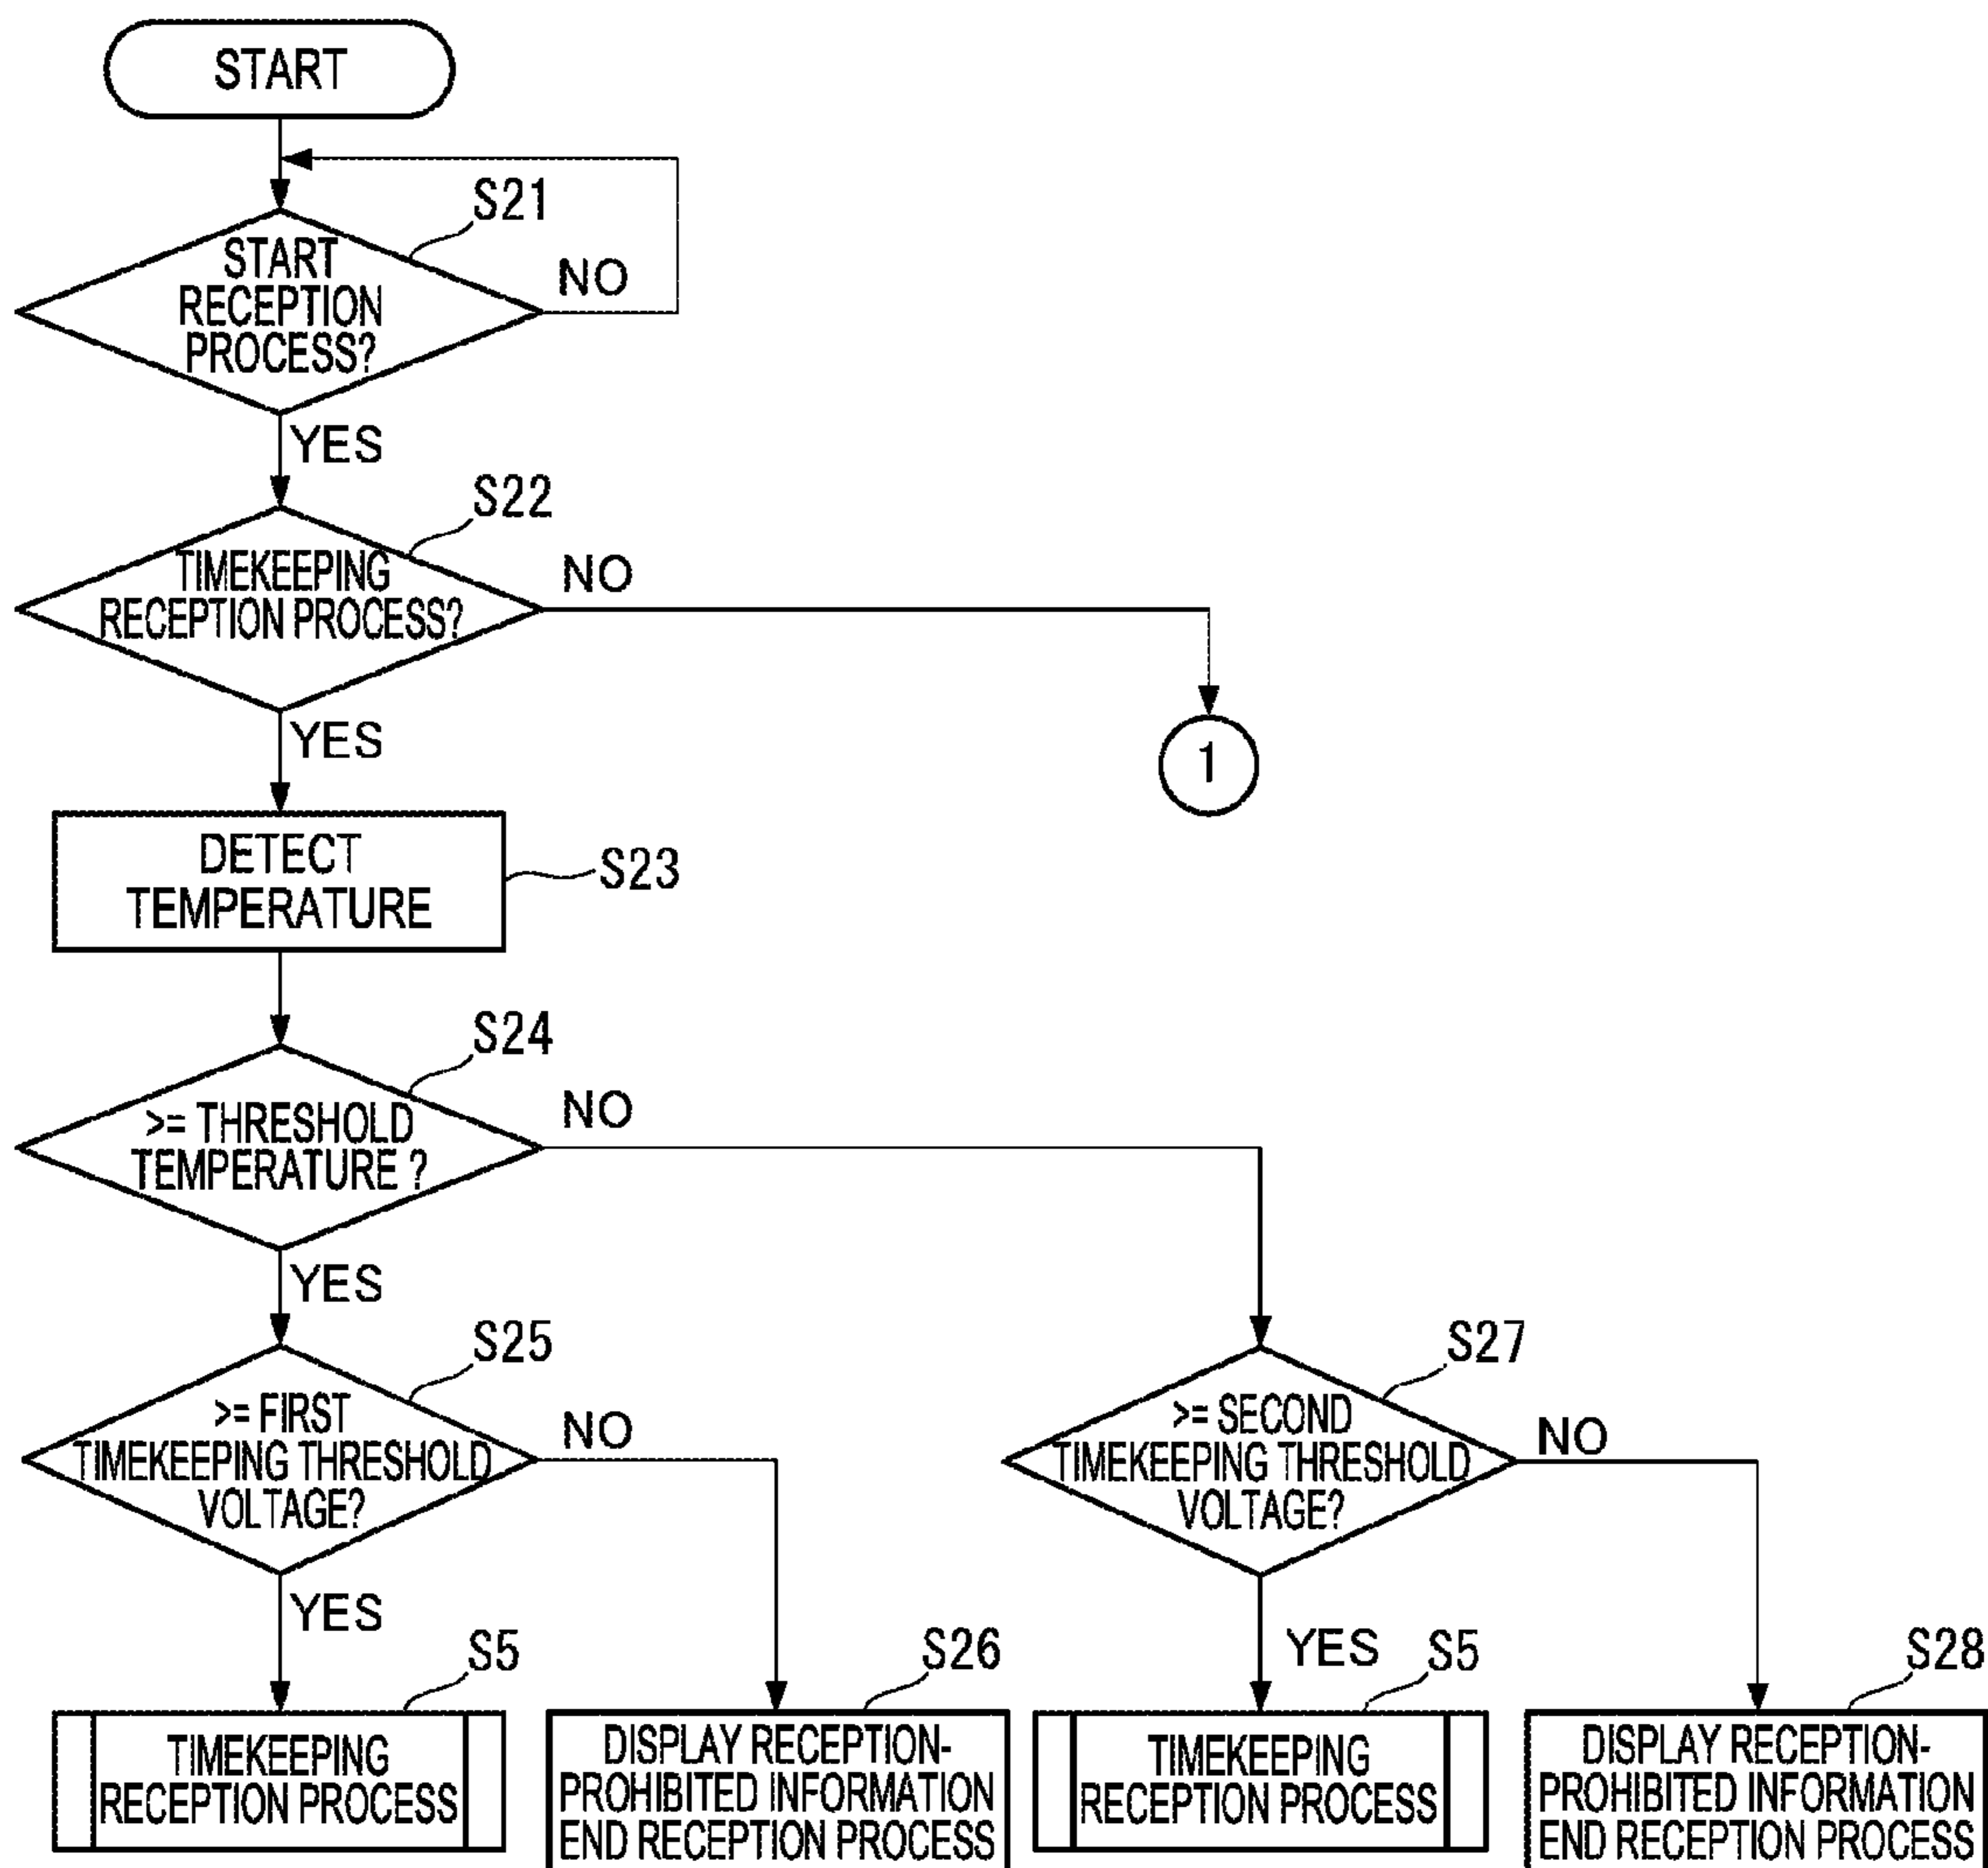 START
S21
START
RECEPTION
PROCESS?
NO
YES
S22
TIMEKEEPING
RECEPTION PROCESS?
NO
YES
1
DETECT
TEMPERATURE
S23
S24
>= THRESHOLD
TEMPERATURE ?
NO
YES
S25
>= FIRST
TIMEKEEPING THRESHOLD
VOLTAGE?
NO
YES
S27
>= SECOND
TIMEKEEPING THRESHOLD
VOLTAGE?
NO
YES
S5
TIMEKEEPING
RECEPTION PROCESS
S26
DISPLAY RECEPTION-
PROHIBITED INFORMATION
END RECEPTION PROCESS
S5
TIMEKEEPING
RECEPTION PROCESS
S28
DISPLAY RECEPTION-
PROHIBITED INFORMATION
END RECEPTION PROCESS